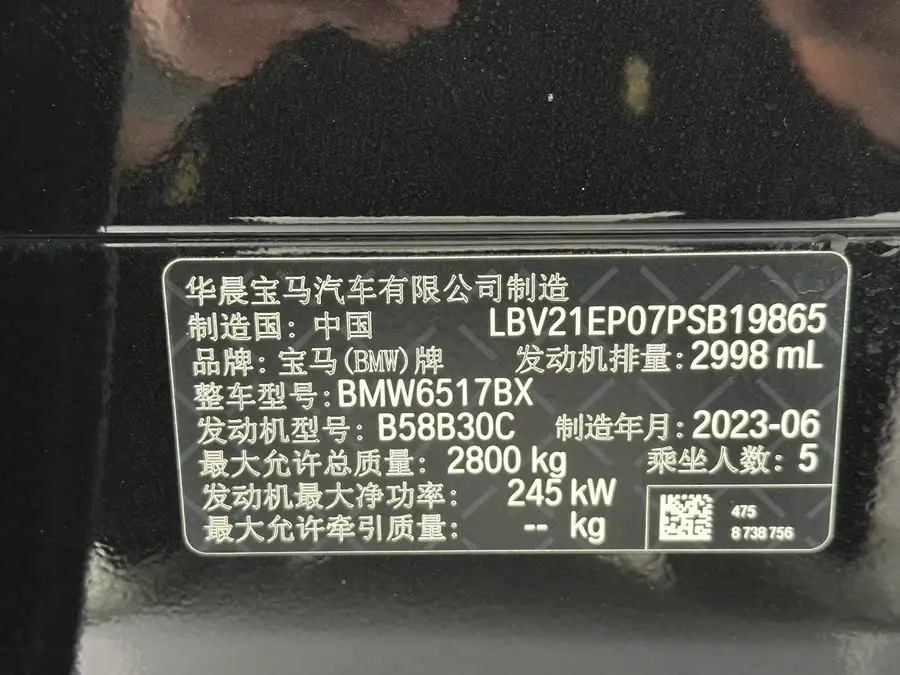 华晨宝马汽车有限公司制造
制造国: 中国 LBV21EP07PSB19865
品牌: 宝马(BMW)牌 发动机排量: 2998 mL
整车型号: BMW6517BX
发动机型号: B58B30C 制造年月: 2023-06
最大允许总质量: 2800 kg 乘坐人数: 5
发动机最大净功率: 245 kW
最大允许牵引质量: -- kg
475
8 738 756